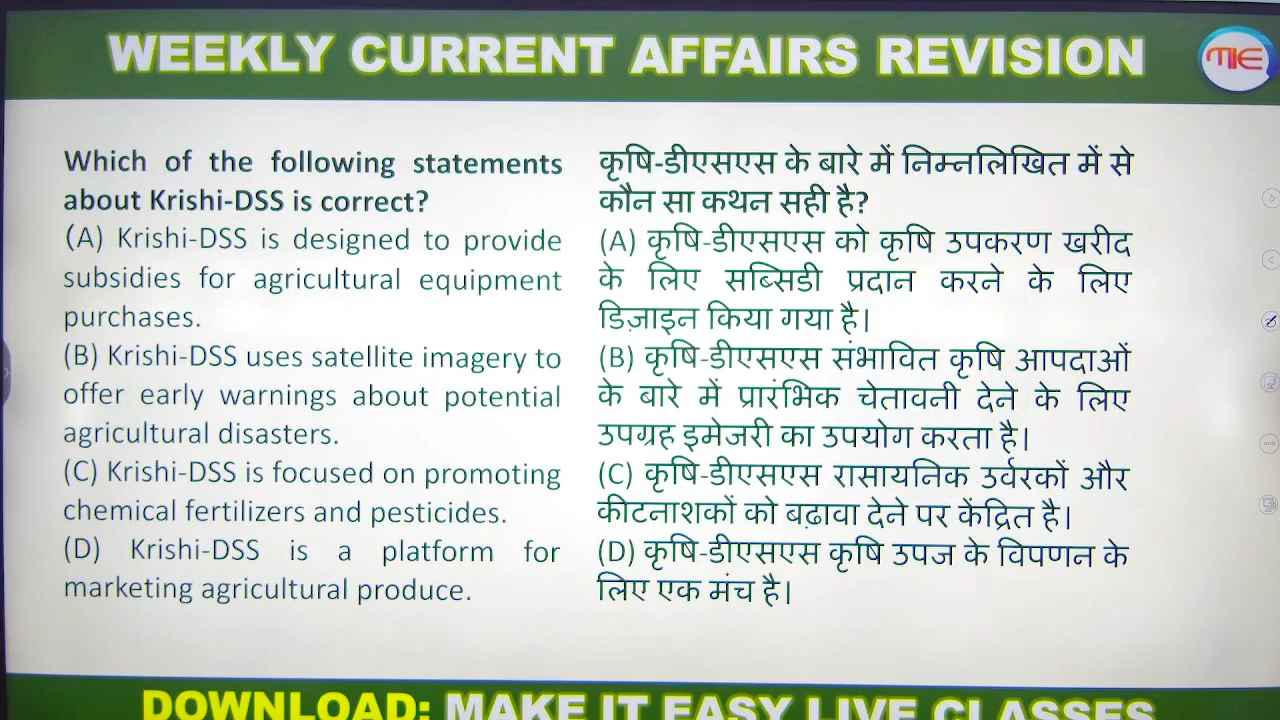 WEEKLY CURRENT AFFAIRS REVISION
MIE
Which of the following statements
about Krishi-DSS is correct?
(A) Krishi-DSS is designed to provide
subsidies for agricultural equipment
purchases.
(B) Krishi-DSS uses satellite imagery to
offer early warnings about potential
agricultural disasters.
(C) Krishi-DSS is focused on promoting
chemical fertilizers and pesticides.
(D) Krishi-DSS is a platform for
marketing agricultural produce.
कृषि-डीएसएस के बारे में निम्नलिखित में से
कौन सा कथन सही है?
(A) कृषि-डीएसएस को कृषि उपकरण खरीद
के लिए सब्सिडी प्रदान करने के लिए
डिज़ाइन किया गया है।
(B) कृषि-डीएसएस संभावित कृषि आपदाओं
के बारे में प्रारंभिक चेतावनी देने के लिए
उपग्रह इमेजरी का उपयोग करता है।
(C) कृषि-डीएसएस रासायनिक उर्वरकों और
कीटनाशकों को बढ़ावा देने पर केंद्रित है।
(D) कृषि-डीएसएस कृषि उपज के विपणन के
लिए एक मंच है।
DOWNLOAD: MAKE IT EASY LIVE CLASSES